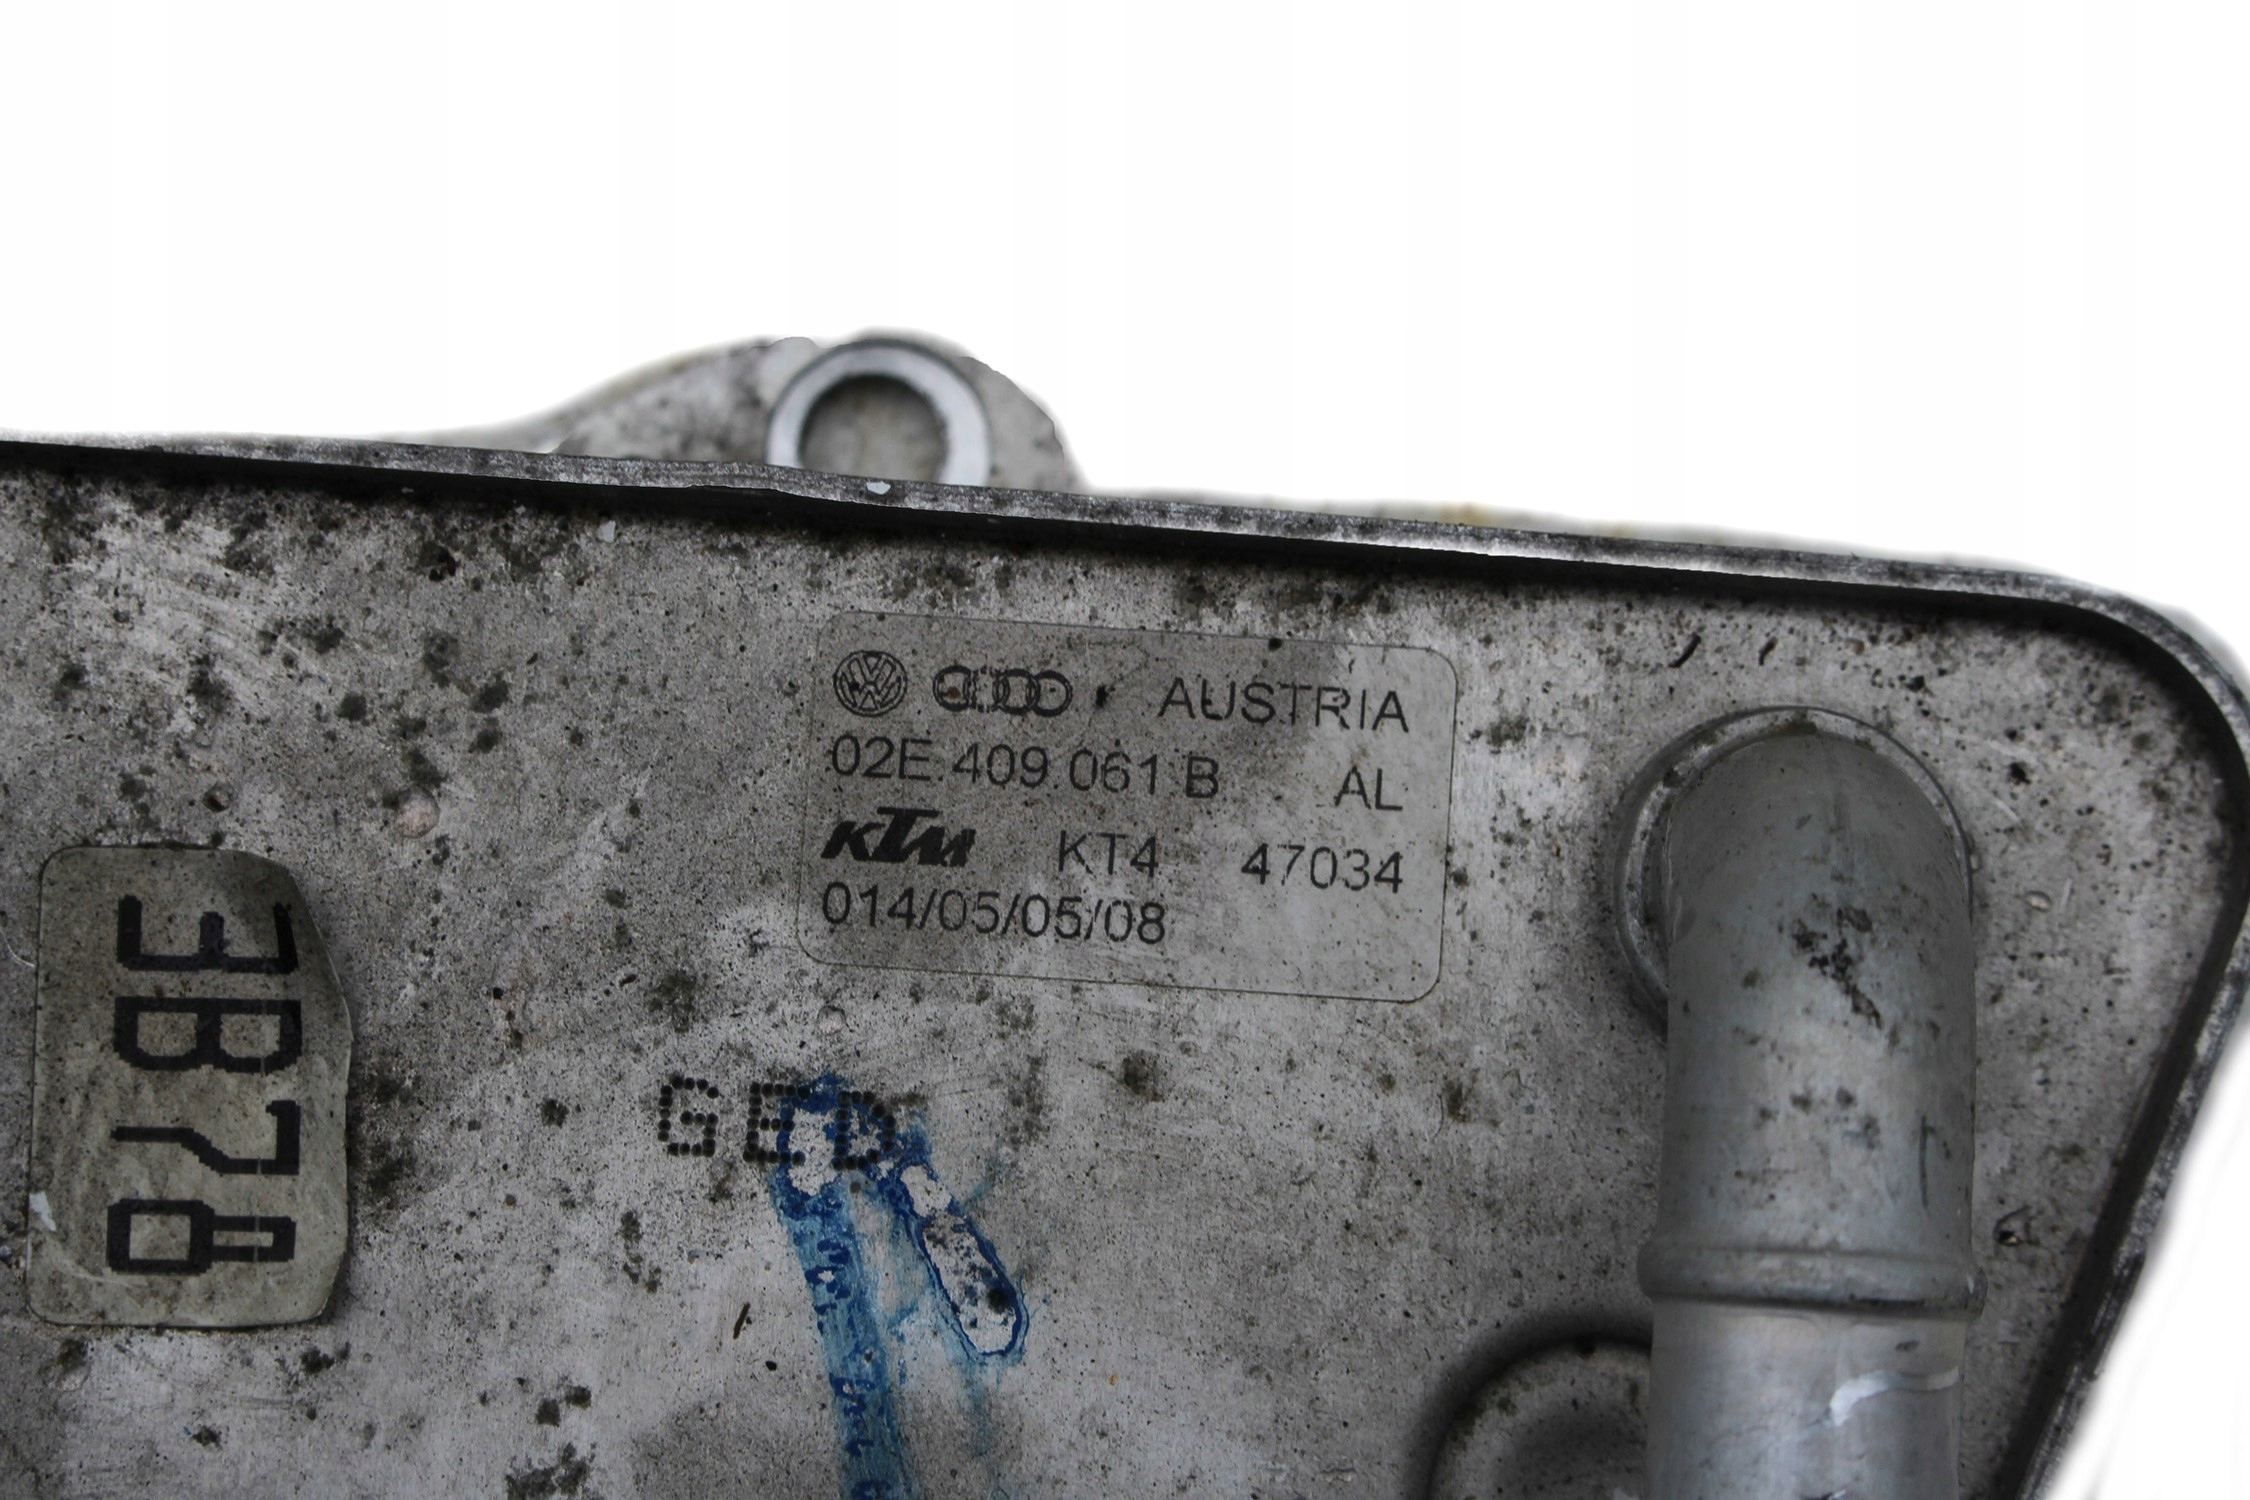 AUSTRIA
02E.409.061 B AL
KTM KT4 47034
014/05/05/08
3B78
GED